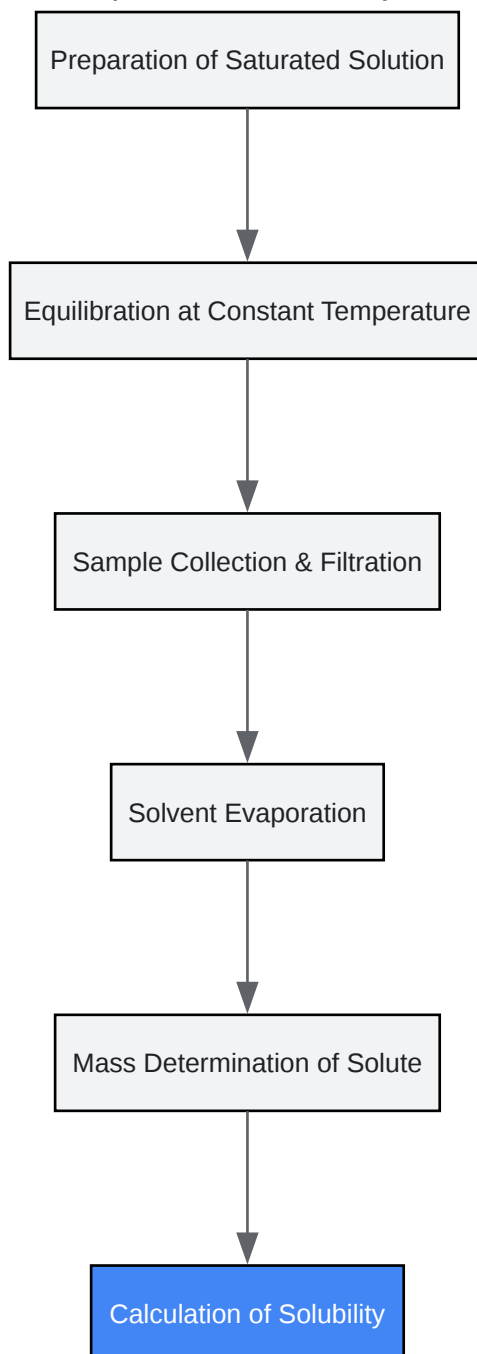 Preparation of Saturated Solution
Equilibration at Constant Temperature
Sample Collection & Filtration
Solvent Evaporation
Mass Determination of Solute
Calculation of Solubility